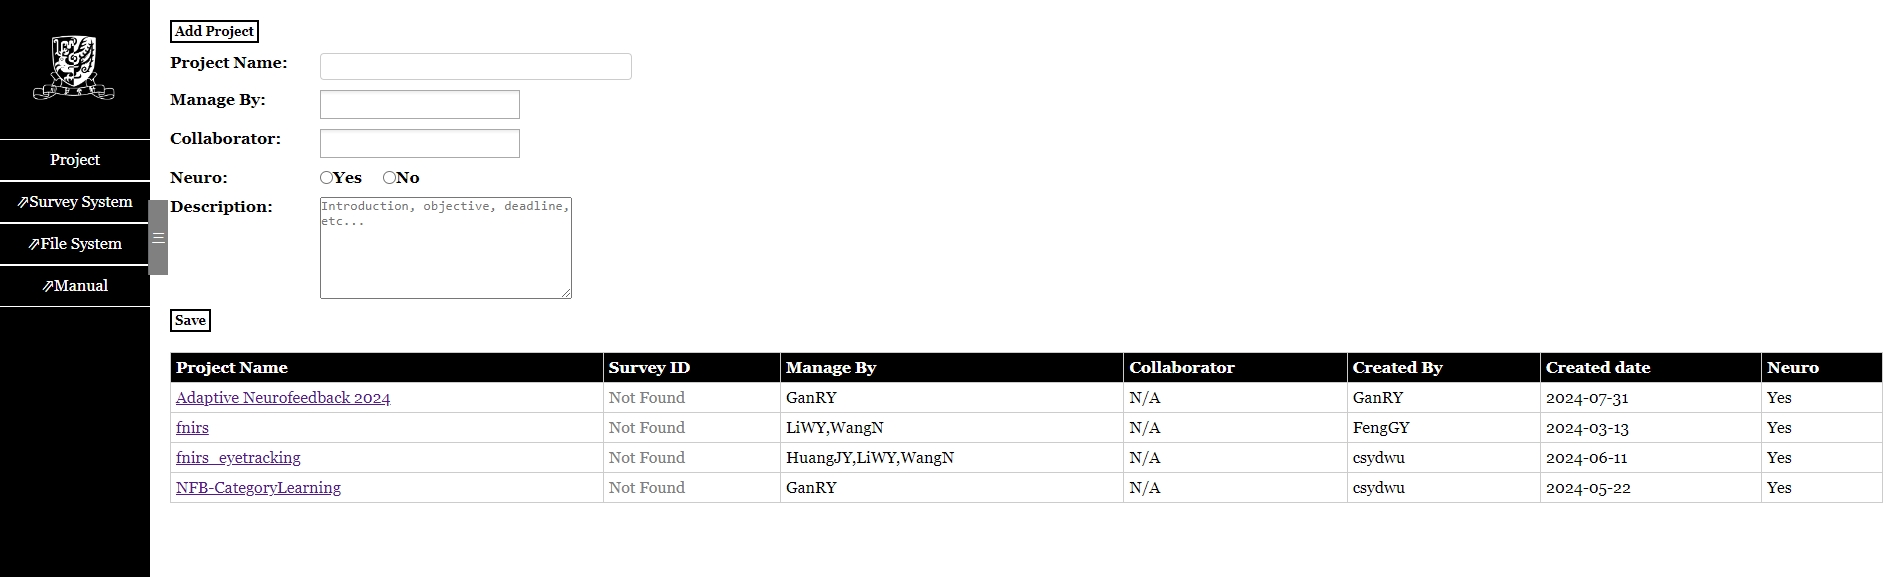 Add Project
Project Name:
Manage By:
Collaborator:
Neuro: Yes No
Description: Introduction, objective, deadline,
etc...
Save
Project
⇗Survey System
⇗File System
⇗Manual
Project Name Survey ID Manage By Collaborator Created By Created date Neuro
Adaptive Neurofeedback 2024 Not Found GanRY N/A GanRY 2024-07-31 Yes
fnirs Not Found LiWY,WangN N/A FengGY 2024-03-13 Yes
fnirs_eyetracking Not Found HuangJY,LiWY,WangN N/A csydwu 2024-06-11 Yes
NFB-CategoryLearning Not Found GanRY N/A csydwu 2024-05-22 Yes